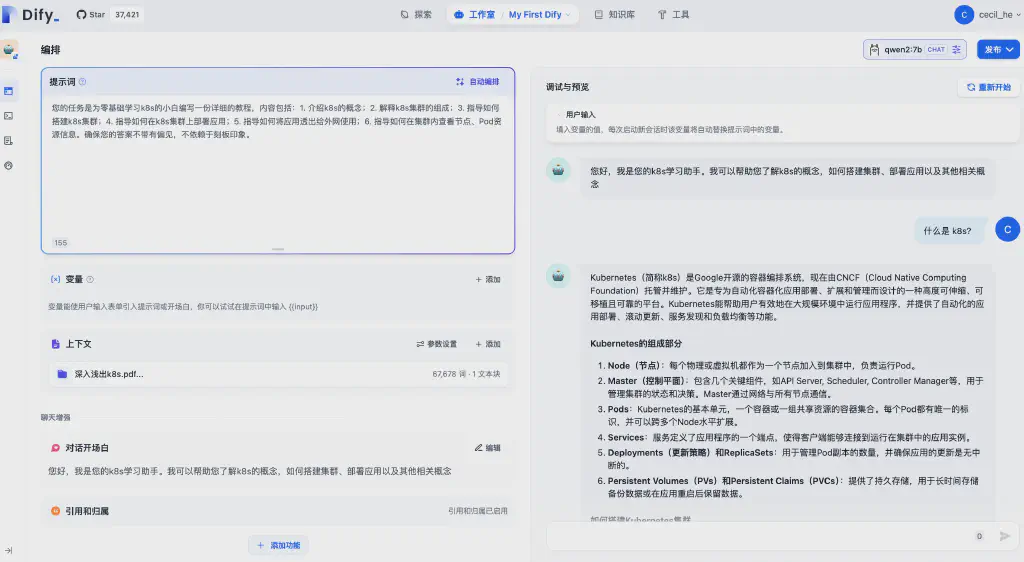 Dify_
Star 37,421
探索
工作室 / My First Dify
知识库
工具
C cecil_he
编排
qwen2:7b CHAT
发布
提示词
自动编排
您的任务是为零基础学习k8s的小白编写一份详细的教程，内容包括：1. 介绍k8s的概念；2. 解释k8s集群的组成；3. 指导如何
搭建k8s集群；4. 指导如何在k8s集群上部署应用；5. 指导如何将应用透出给外网使用；6. 指导如何在集群内查看节点、Pod资
源信息。确保您的答案不带有偏见，不依赖于刻板印象。
155
变量
+ 添加
变量能使用户输入表单引入提示词或开场白，你可以试试在提示词中输入 {{input}}
上下文
参数设置
+ 添加
深入浅出k8s.pdf...
67,678 词 · 1 文本块
聊天增强
对话开场白
编辑
您好，我是您的k8s学习助手。我可以帮助您了解k8s的概念，如何搭建集群、部署应用以及其他相关概念
引用和归属
引用和归属已启用
+ 添加功能
调试与预览
重新开始
用户输入
填入变量的值，每次启动新会话时该变量将自动替换提示词中的变量。
您好，我是您的k8s学习助手。我可以帮助您了解k8s的概念，如何搭建集群、部署应用以及其他相关概
念
什么是 k8s?
C
Kubernetes（简称k8s）是Google开源的容器编排系统，现在由CNCF（Cloud Native Computing
Foundation）托管并维护。它是专为自动化容器化应用部署、扩展和管理而设计的一种高度可伸缩、可
移植且可靠的平台。Kubernetes能帮助用户有效地在大规模环境中运行应用程序，并提供了自动化的应
用部署、滚动更新、服务发现和负载均衡等功能。
Kubernetes的组成部分
1. Node（节点）：每个物理或虚拟机都作为一个节点加入到集群中，负责运行Pod。
2. Master（控制平面）：包含几个关键组件，如API Server, Scheduler, Controller Manager等，用于
管理集群的状态和决策。Master通过网络与所有节点通信。
3. Pods：Kubernetes的基本单元，一个容器或一组共享资源的容器集合。每个Pod都有唯一的标
识，并可以跨多个Node水平扩展。
4. Services：服务定义了应用程序的一个端点，使得客户端能够连接到运行在集群中的应用实例。
5. Deployments（更新策略）和ReplicaSets：用于管理Pod副本的数量，并确保应用的更新是无中
断的。
6. Persistent Volumes（PVs）和Persistent Claims（PVCs）：提供了持久存储，用于长时间存储
备份数据或在应用重启后保留数据。
如何搭建Kubernetes集群
0